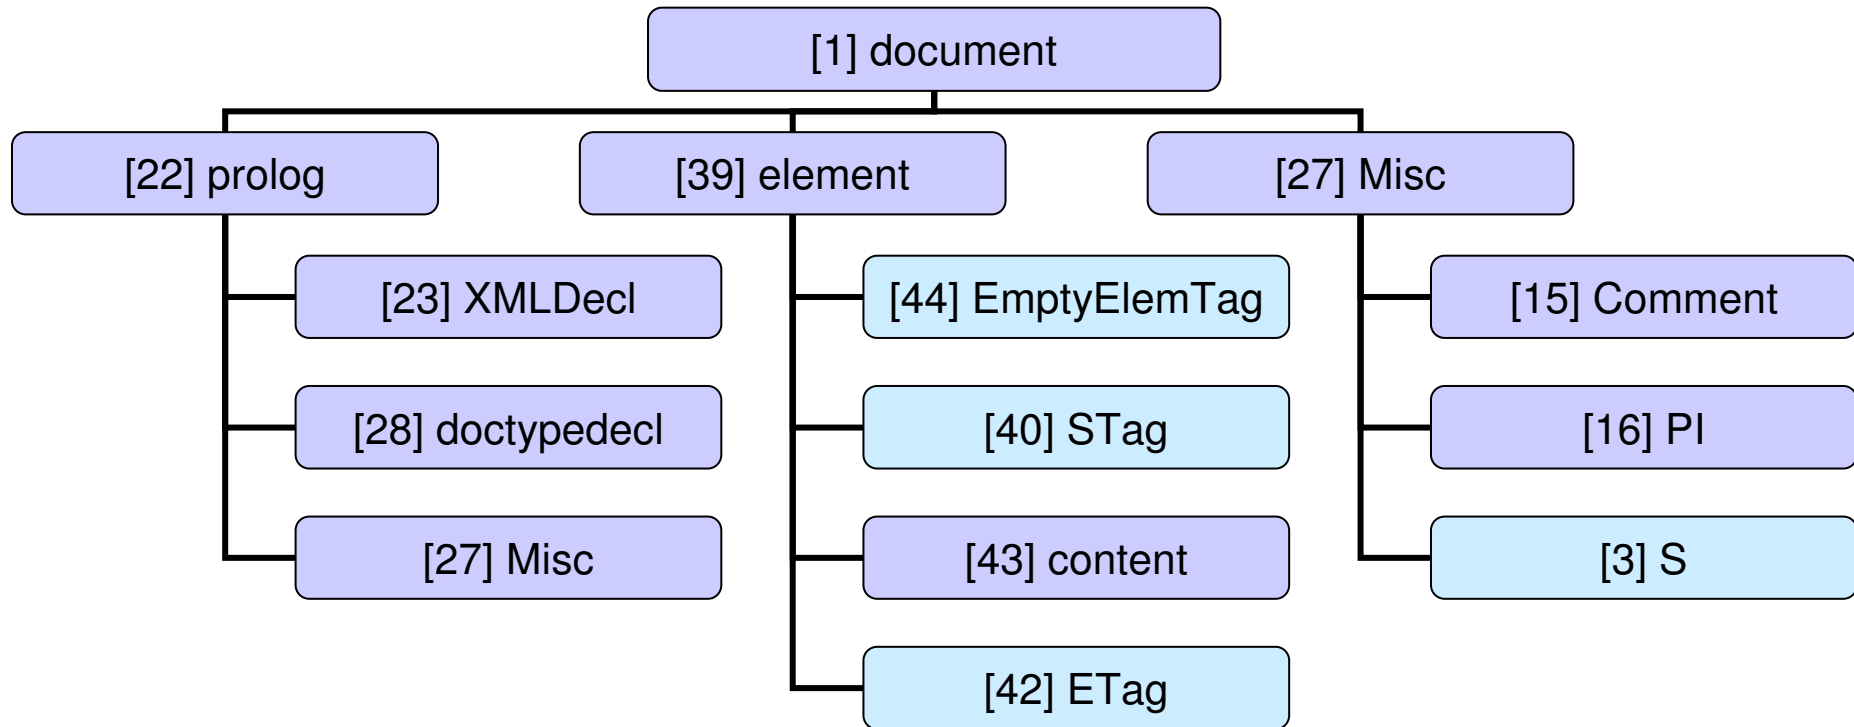 [1] document
[22] prolog
[39] element
[27] Misc
[23] XMLDecl
[44] EmptyElemTag
[15] Comment
[28] doctypedecl
[40] STag
[16] PI
[27] Misc
[43] content
[3] S
[42] ETag